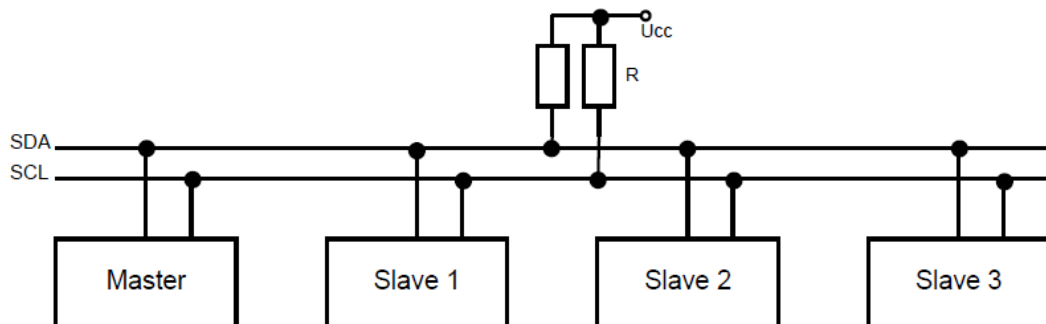 Ucc
R
SDA
SCL
Master
Slave 1
Slave 2
Slave 3